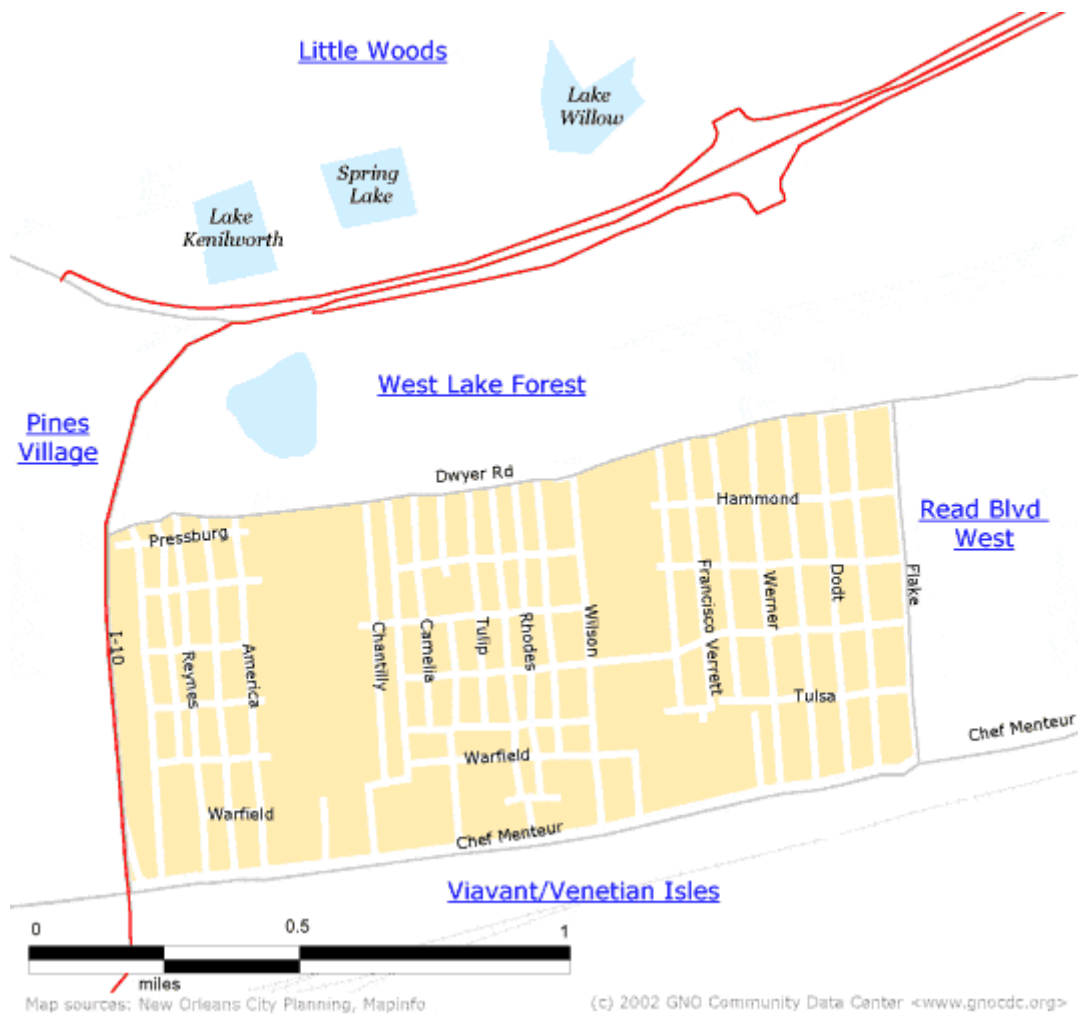 Little Woods
Lake
Willow
Spring
Lake
Lake
Kenilworth
West Lake Forest
Pines
Village
Dwyer Rd
Hammond
Read Blvd
West
Pressburg
I-10
Reynes
America
Chantilly
Camelia
Tulip
Rhodes
Wilson
Francisco Verrett
Werner
Dodt
Flake
Tulsa
Chef Menteur
Warfield
Warfield
Chef Menteur
Viavant/Venetian Isles
0 0.5 1
miles
Map sources: New Orleans City Planning, Mapinfo
(c) 2002 GNO Community Data Center <www.gnocdc.org>